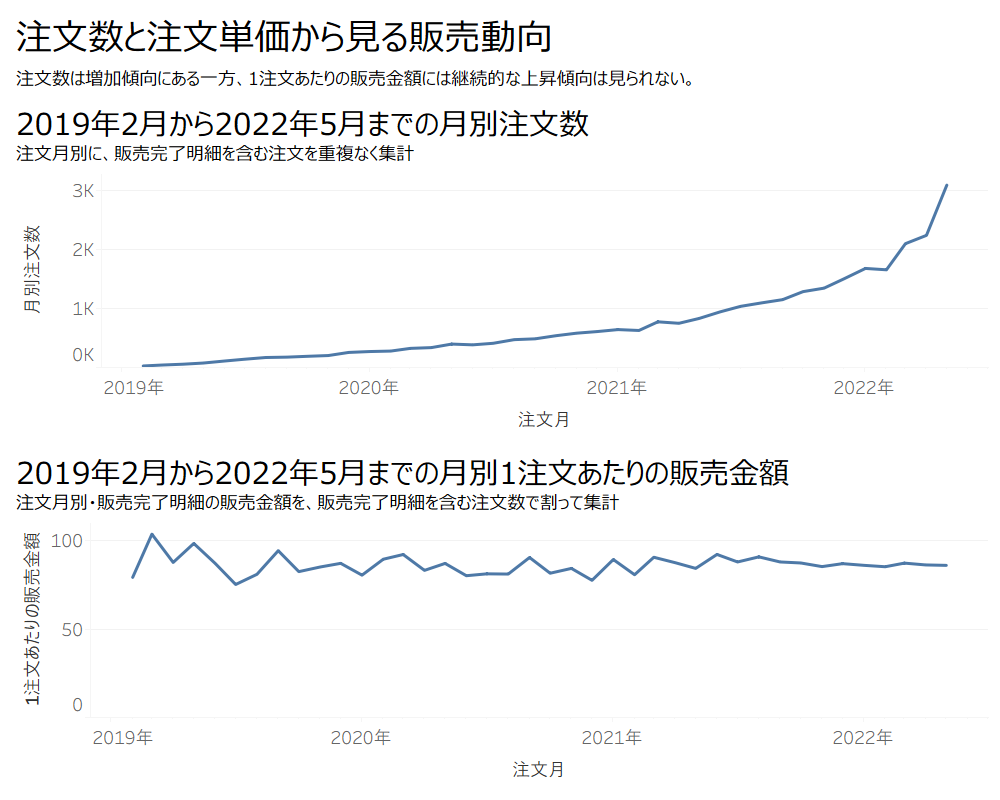 注文数と注文単価から見る販売動向
注文数は増加傾向にある一方、1注文あたりの販売金額には継続的な上昇傾向は見られない。
2019年2月から2022年5月までの月別注文数
注文月別に、販売完了明細を含む注文を重複なく集計
月別注文数
3K
2K
1K
0K
2019年
2020年
2021年
2022年
注文月
2019年2月から2022年5月までの月別1注文あたりの販売金額
注文月別・販売完了明細の販売金額を、販売完了明細を含む注文数で割って集計
1注文あたりの販売金額
100
50
0
2019年
2020年
2021年
2022年
注文月